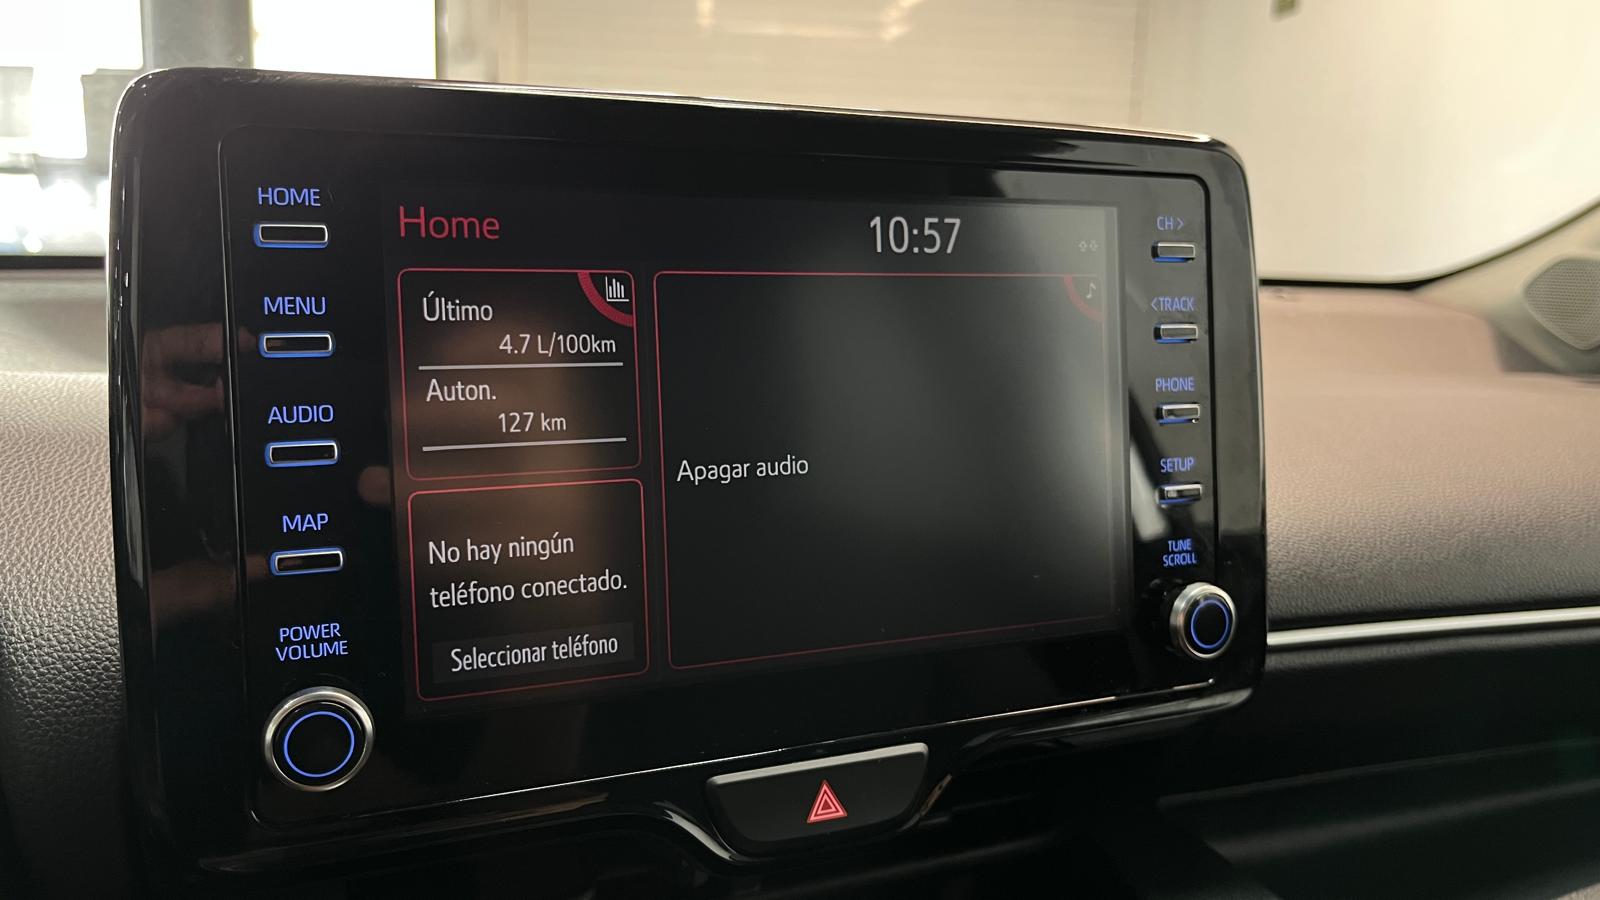 HOME
MENU
AUDIO
MAP
POWER
VOLUME
Home
10:57
Último
4.7 L/100km
Auton.
127 km
No hay ningún
teléfono conectado.
Seleccionar teléfono
Apagar audio
CH >
< TRACK
PHONE
SETUP
TUNE
SCROLL